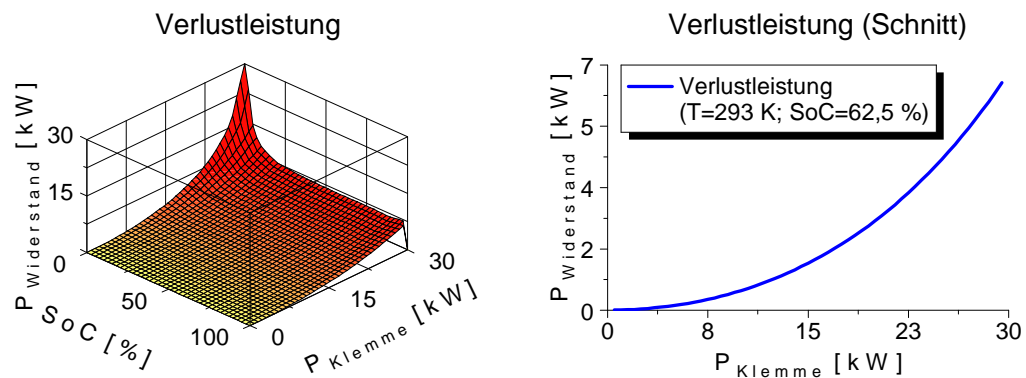 Verlustleistung
P Widerstand [kW]
30
15
0
0
50
100
SoC [%]
0
15
30
P Klemme [kW]
Verlustleistung (Schnitt)
P Widerstand [kW]
7
5
4
2
0
Verlustleistung
(T=293 K; SoC=62,5 %)
0
8
15
23
30
P Klemme [kW]